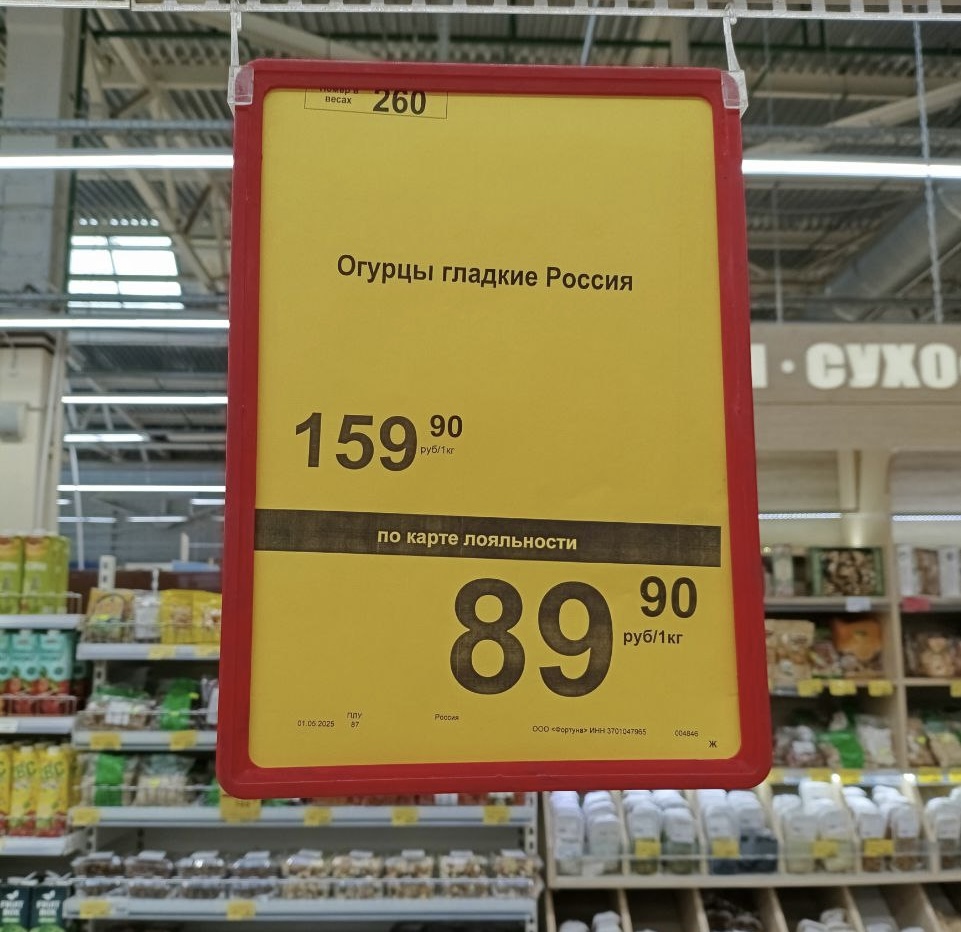 Номер в
весах 260
Огурцы гладкие Россия
159 90
руб/1кг
по карте лояльности
89 90
руб/1кг
01.05.2025 ПЛУ
87
Россия
ООО «Фортуна» ИНН 3701047965 004846
Ж
· СУХО